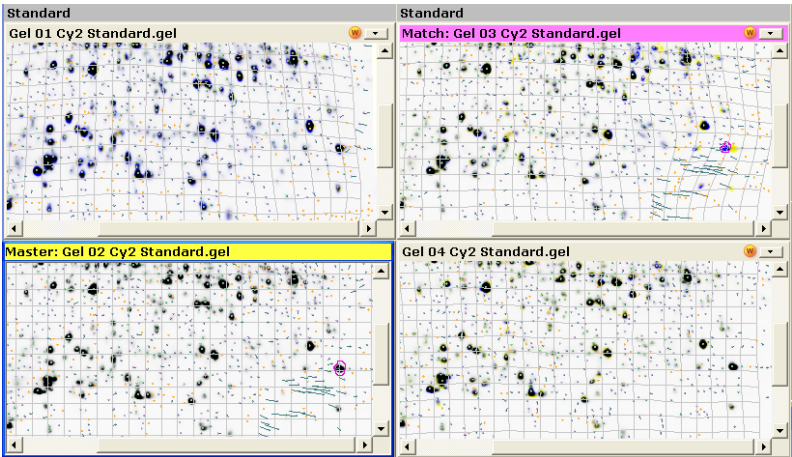 Standard
Standard
Gel 01 Cy2 Standard.gel
W
Match: Gel 03 Cy2 Standard.gel
W
Master: Gel 02 Cy2 Standard.gel
Gel 04 Cy2 Standard.gel
W